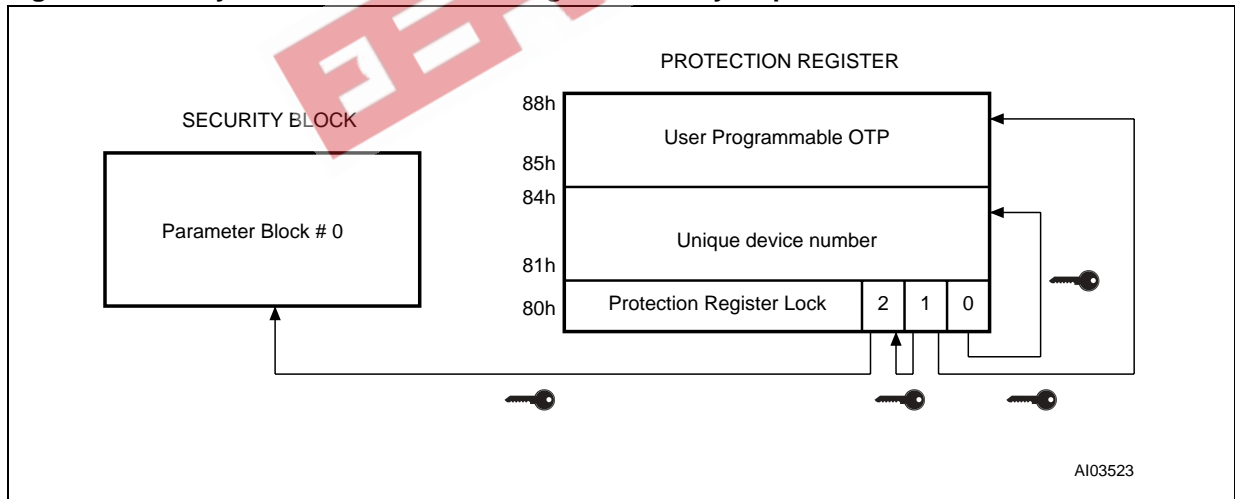 PROTECTION REGISTER
SECURITY BLOCK
88h
User Programmable OTP
85h
84h
Parameter Block # 0
Unique device number
81h
80h
Protection Register Lock
2
1
0
AI03523